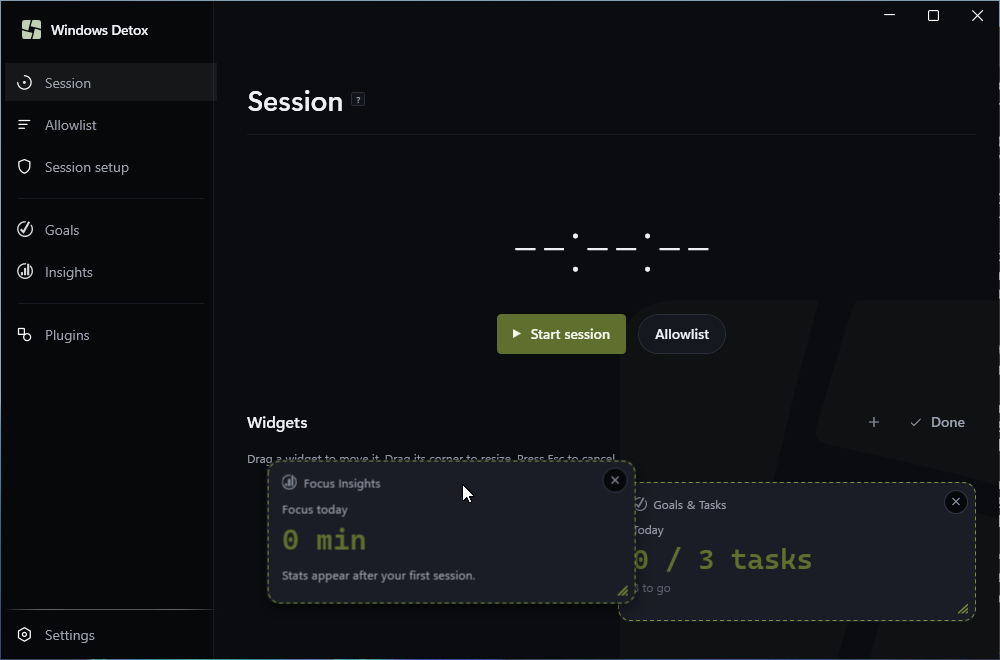 Windows Detox
Session
Allowlist
Session setup
Goals
Insights
Plugins
Settings
Session ?
--:--:--
Start session
Allowlist
Widgets
Done
Drag a widget to move it. Drag its corner to resize. Press Esc to cancel.
Focus Insights
Focus today
0 min
Stats appear after your first session.
Goals & Tasks
Today
0 / 3 tasks
to go